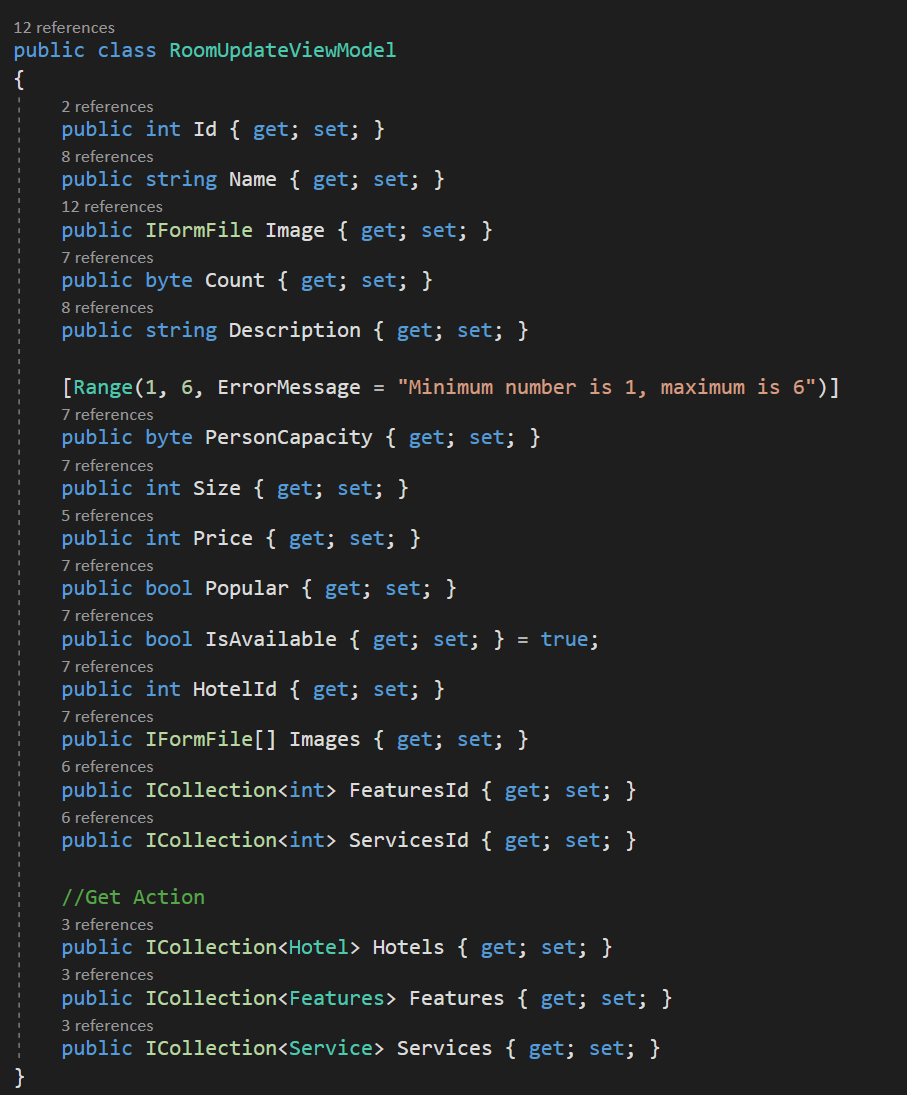 12 references
public class RoomUpdateViewModel
{
2 references
public int Id { get; set; }
8 references
public string Name { get; set; }
12 references
public IFormFile Image { get; set; }
7 references
public byte Count { get; set; }
8 references
public string Description { get; set; }
[Range(1, 6, ErrorMessage = "Minimum number is 1, maximum is 6")]
7 references
public byte PersonCapacity { get; set; }
7 references
public int Size { get; set; }
5 references
public int Price { get; set; }
7 references
public bool Popular { get; set; }
7 references
public bool IsAvailable { get; set; } = true;
7 references
public int HotelId { get; set; }
7 references
public IFormFile[] Images { get; set; }
6 references
public ICollection<int> FeaturesId { get; set; }
6 references
public ICollection<int> ServicesId { get; set; }
//Get Action
3 references
public ICollection<Hotel> Hotels { get; set; }
3 references
public ICollection<Features> Features { get; set; }
3 references
public ICollection<Service> Services { get; set; }
}